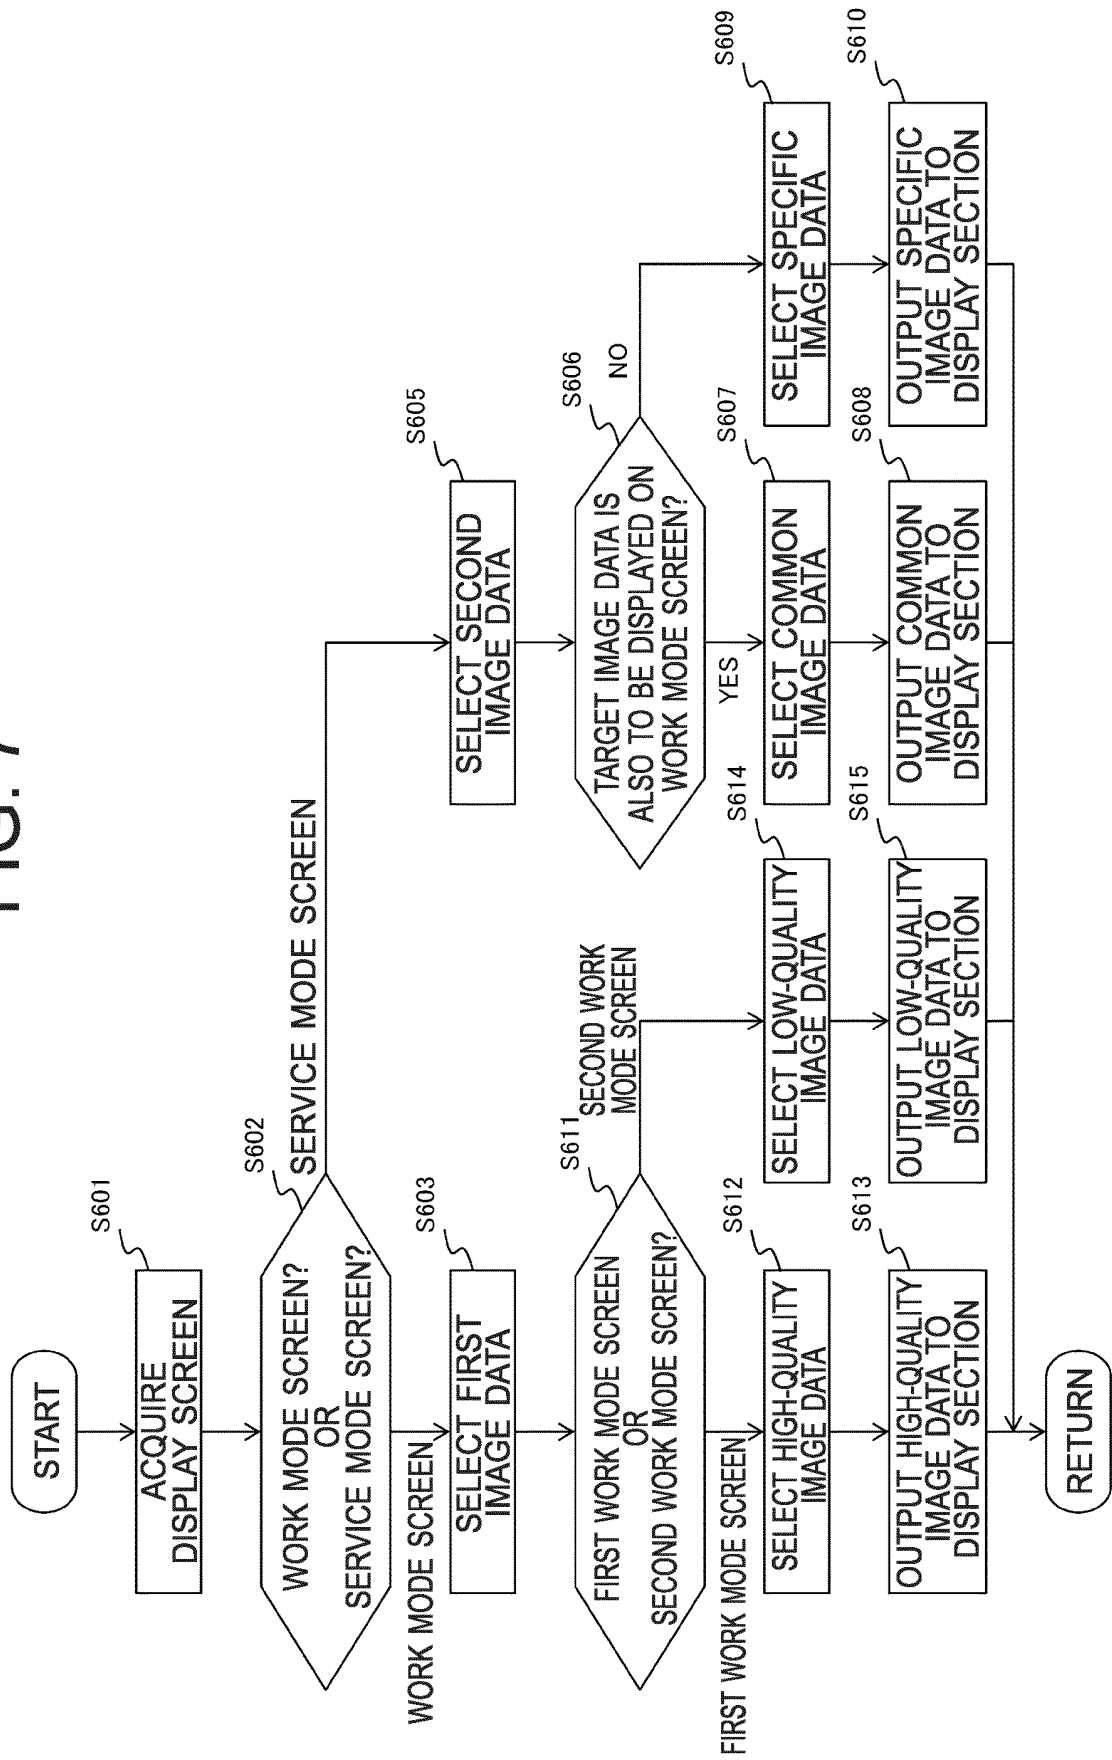 FIG. 7
START
S601
ACQUIRE
DISPLAY SCREEN
S602
WORK MODE SCREEN?
OR
SERVICE MODE SCREEN?
SERVICE MODE SCREEN
WORK MODE SCREEN
S603
SELECT FIRST
IMAGE DATA
S605
SELECT SECOND
IMAGE DATA
S611
FIRST WORK MODE SCREEN
OR
SECOND WORK MODE SCREEN?
SECOND WORK
MODE SCREEN
FIRST WORK MODE SCREEN
S606
TARGET IMAGE DATA IS
ALSO TO BE DISPLAYED ON
WORK MODE SCREEN?
NO
YES
S612
SELECT HIGH-QUALITY
IMAGE DATA
S614
SELECT LOW-QUALITY
IMAGE DATA
S607
SELECT COMMON
IMAGE DATA
S609
SELECT SPECIFIC
IMAGE DATA
S613
OUTPUT HIGH-QUALITY
IMAGE DATA TO
DISPLAY SECTION
S615
OUTPUT LOW-QUALITY
IMAGE DATA TO
DISPLAY SECTION
S608
OUTPUT COMMON
IMAGE DATA TO
DISPLAY SECTION
S610
OUTPUT SPECIFIC
IMAGE DATA TO
DISPLAY SECTION
RETURN